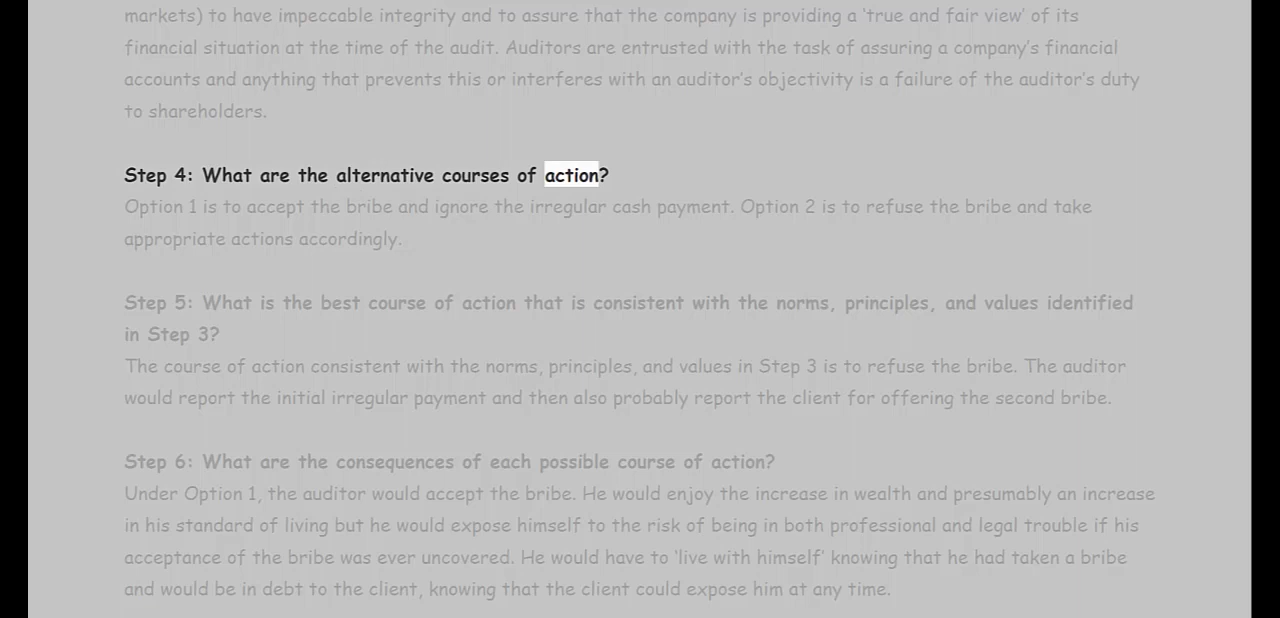 markets) to have impeccable integrity and to assure that the company is providing a 'true and fair view' of its
financial situation at the time of the audit. Auditors are entrusted with the task of assuring a company's financial
accounts and anything that prevents this or interferes with an auditor's objectivity is a failure of the auditor's duty
to shareholders.
Step 4: What are the alternative courses of action?
Option 1 is to accept the bribe and ignore the irregular cash payment. Option 2 is to refuse the bribe and take
appropriate actions accordingly.
Step 5: What is the best course of action that is consistent with the norms, principles, and values identified
in Step 3?
The course of action consistent with the norms, principles, and values in Step 3 is to refuse the bribe. The auditor
would report the initial irregular payment and then also probably report the client for offering the second bribe.
Step 6: What are the consequences of each possible course of action?
Under Option 1, the auditor would accept the bribe. He would enjoy the increase in wealth and presumably an increase
in his standard of living but he would expose himself to the risk of being in both professional and legal trouble if his
acceptance of the bribe was ever uncovered. He would have to 'live with himself' knowing that he had taken a bribe
and would be in debt to the client, knowing that the client could expose him at any time.